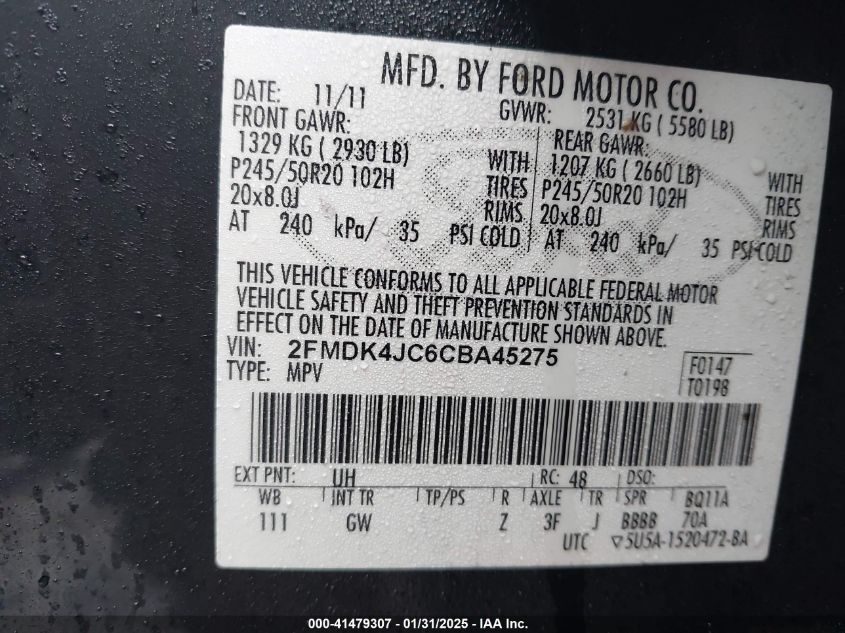 MFD. BY FORD MOTOR CO.
DATE: 11/11 GVWR: 2531 KG ( 5580 LB)
FRONT GAWR: REAR GAWR:
1329 KG ( 2930 LB) WITH 1207 KG ( 2660 LB) WITH
P245/50R20 102H TIRES P245/50R20 102H TIRES
20x8.0J RIMS 20x8.0J RIMS
AT 240 kPa/ 35 PSI COLD AT 240 kPa/ 35 PSI COLD
THIS VEHICLE CONFORMS TO ALL APPLICABLE FEDERAL MOTOR
VEHICLE SAFETY AND THEFT PREVENTION STANDARDS IN
EFFECT ON THE DATE OF MANUFACTURE SHOWN ABOVE.
VIN: 2FMDK4JC6CBA45275 F0147
TYPE: MPV T0198
EXT PNT: UH RC: 48 DSO:
WB INT TR TP/PS R AXLE TR SPR BQ11A
111 GW Z 3F J BBBB 70A
UTC ▽5U5A-1520472-BA
000-41479307 - 01/31/2025 - IAA Inc.